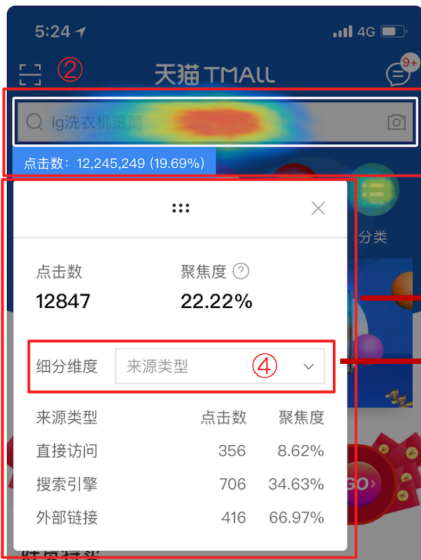 5:24
4G
②
天猫 TMALL
9+
lg洗衣机滚筒
点击数：12,245,249 (19.69%)
分类
点击数 聚焦度 ?
12847 22.22%
细分维度 来源类型 ④
来源类型 点击数 聚焦度
直接访问 356 8.62%
搜索引擎 706 34.63%
外部链接 416 66.97%
GO›